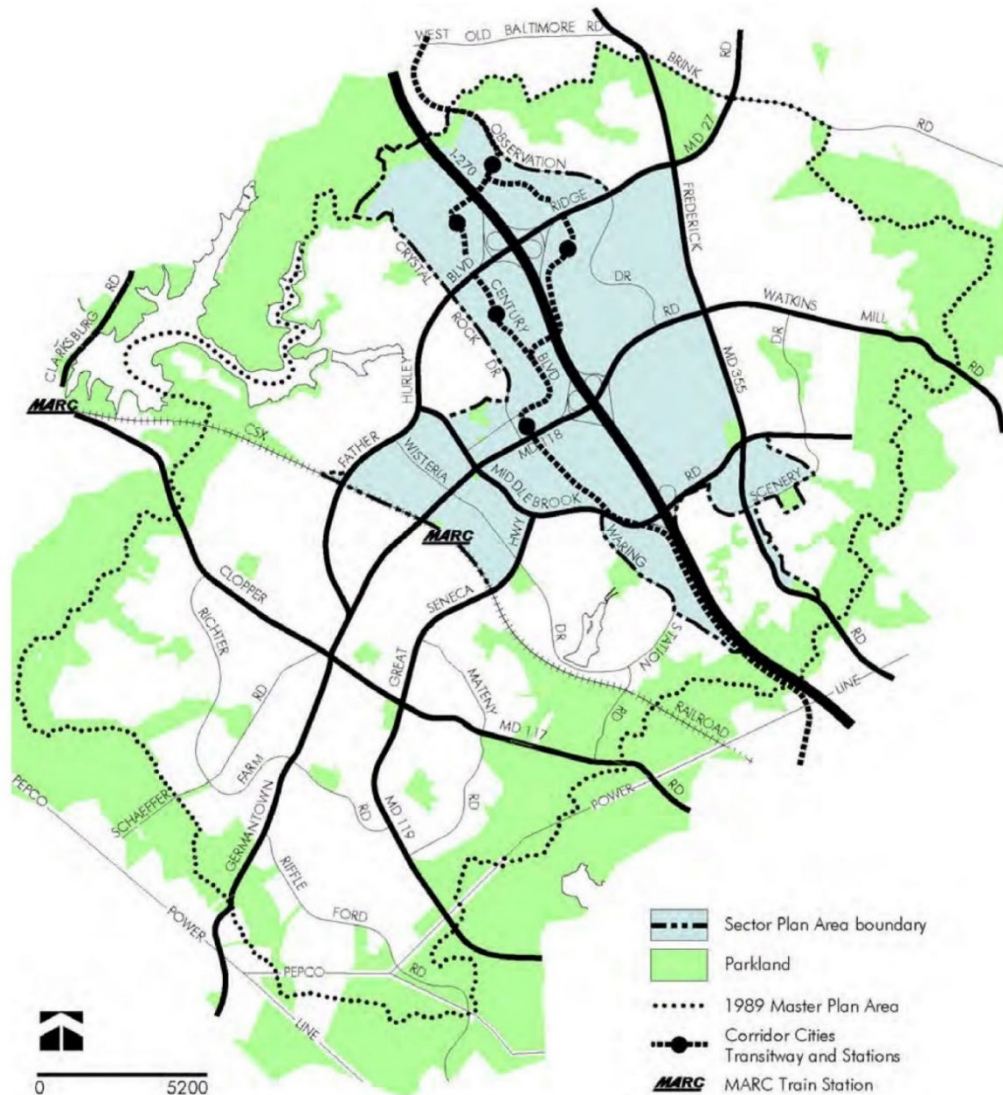 WEST OLD BALTIMORE RD
BRINK
RD
RD
MD 27
OBSERVATION
I-270
RIDGE
FREDERICK
CLARKSBURG RD
CRYSTAL
ROCK
DR
BLVD
CENTURY
BLVD
DR
RD
WATKINS
MILL
RD
DR
HURLEY
MD 355
MARC
CSX
FATHER
WISTERIA
MD 118
MIDDLEBROOK
RD
SCENERY
MARC
HWY
WARING
CLOPPER
SENECA
DR
STATION
RD
RICHTER
RD
GREAT
MATENY
RD
RAILROAD
LINE
RD
MD 117
PEPCO
FARM
SCHAEFFER
RD
MD 119
RD
POWER
RD
GERMANTOWN
RIFFLE
FORD
RD
POWER
PEPCO
LINE
Sector Plan Area boundary
Parkland
1989 Master Plan Area
Corridor Cities
Transitway and Stations
MARC MARC Train Station
0 5200